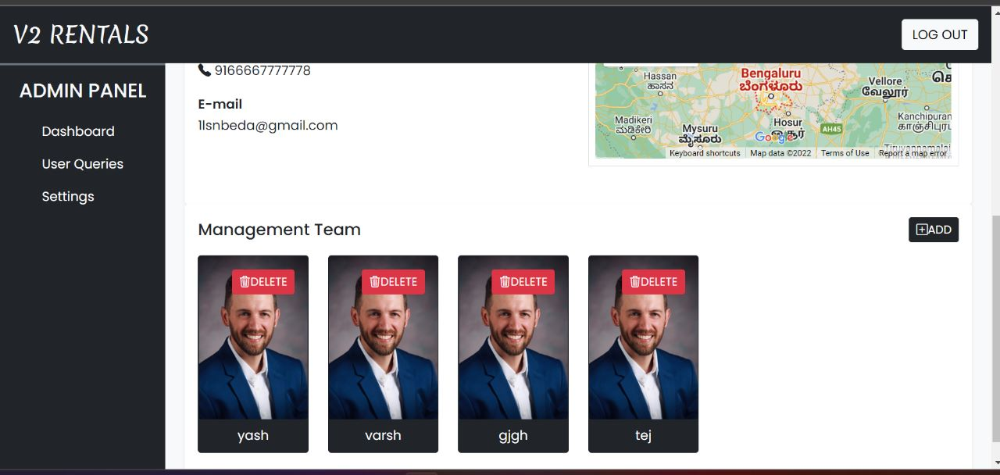 V2 RENTALS
LOG OUT
ADMIN PANEL
Dashboard
User Queries
Settings
9166667777778
E-mail
1lsnbeda@gmail.com
Hassan
ಹಾಸನ
Bengaluru
ಬೆಂಗಳೂರು
Vellore
வேலூர்
Madikeri
ಮಡಿಕೇರಿ
Mysuru
ಮೈಸೂರು
Hosur
AH45
Kanchipuram
Google
Tiruvannamalai
Keyboard shortcuts
Map data ©2022
Terms of Use
Report a map error
Management Team
ADD
DELETE
DELETE
DELETE
DELETE
yash
varsh
gjgh
tej